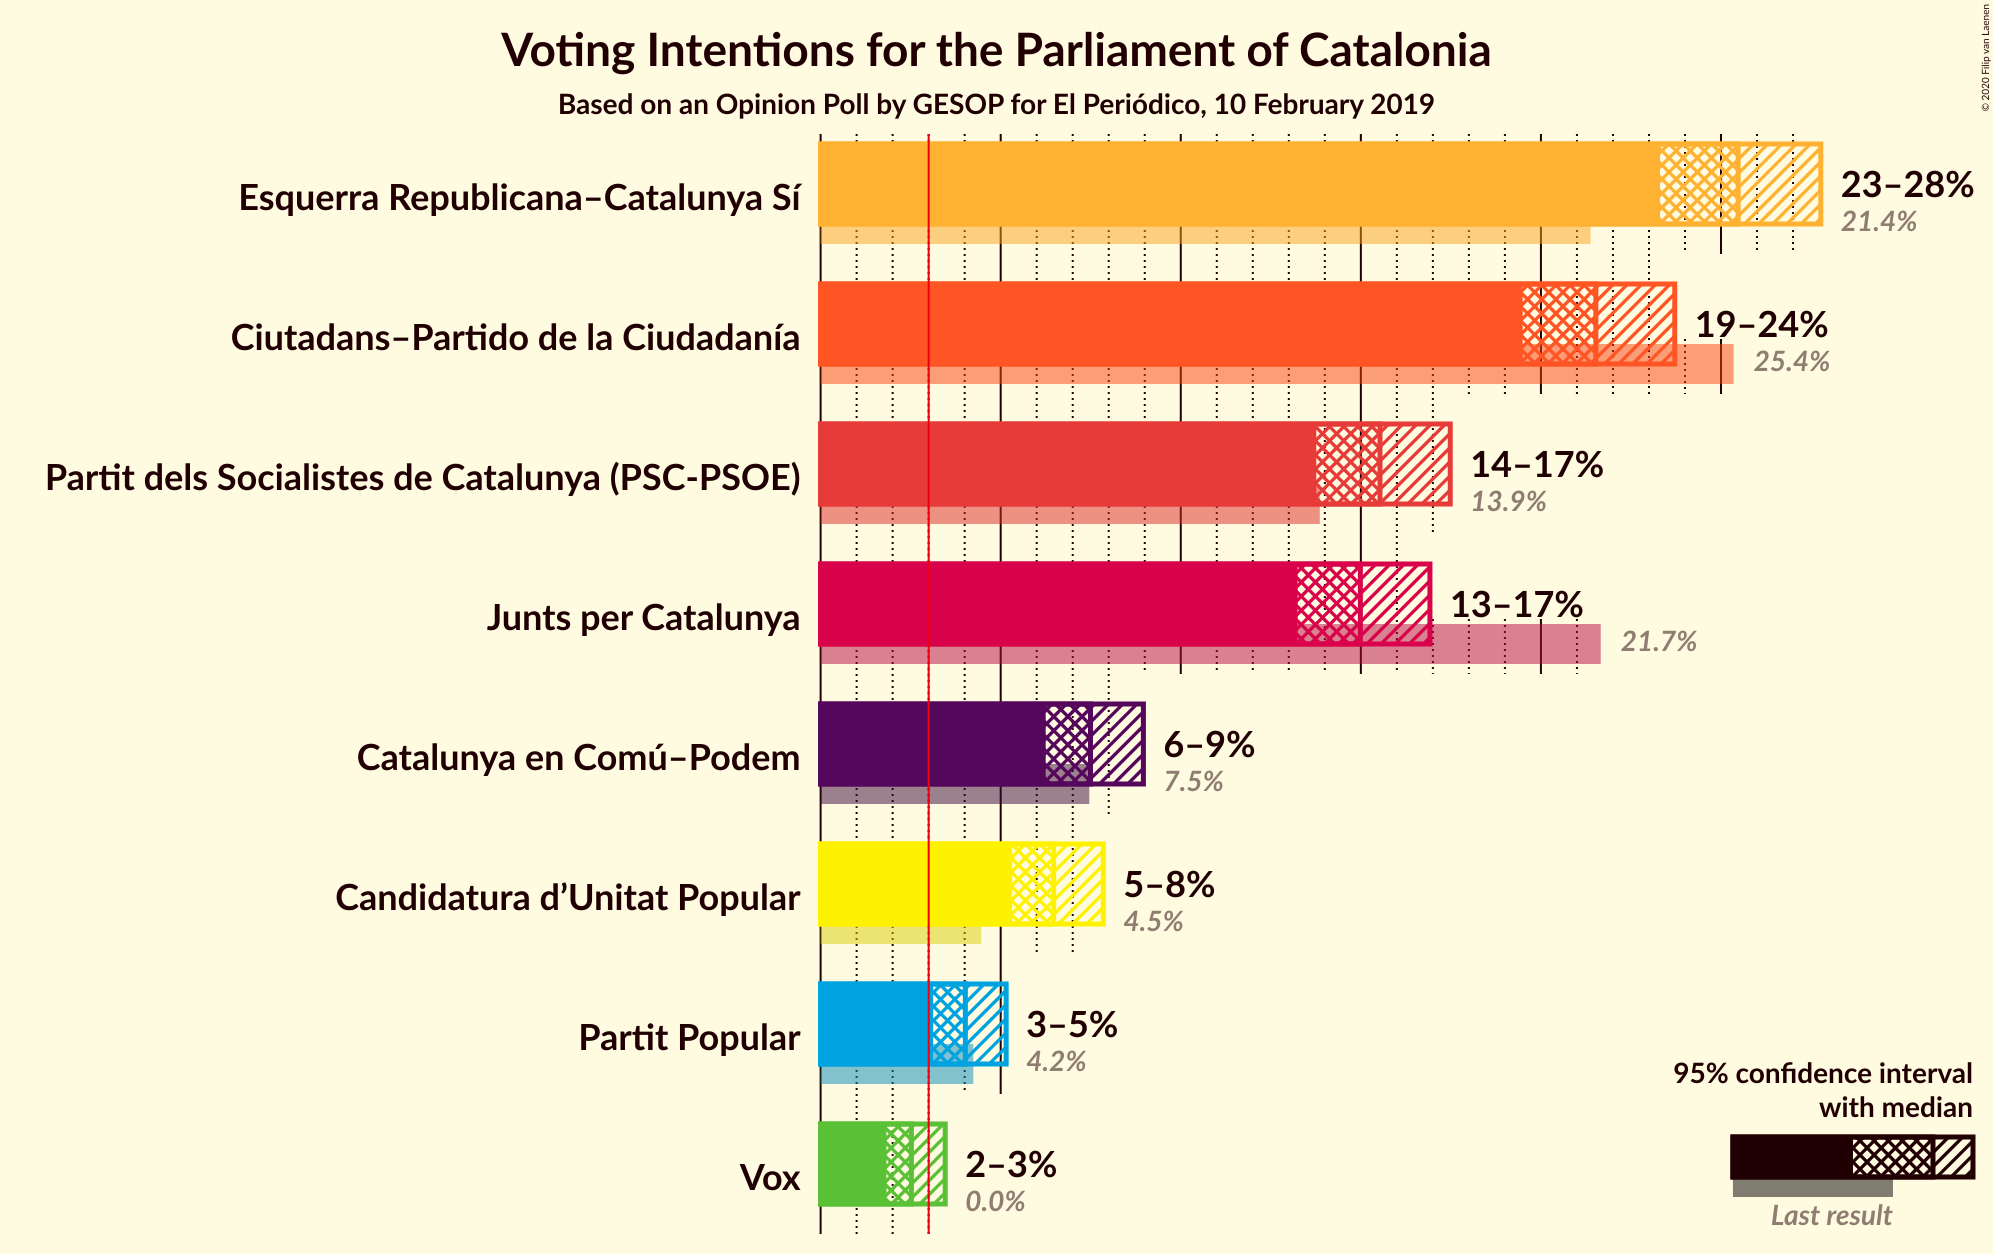 Voting Intentions for the Parliament of Catalonia
Based on an Opinion Poll by GESOP for El Periódico, 10 February 2019
© 2020 Filip van Laenen
Esquerra Republicana–Catalunya Sí
23–28%
21.4%
Ciutadans–Partido de la Ciudadanía
19–24%
25.4%
Partit dels Socialistes de Catalunya (PSC-PSOE)
14–17%
13.9%
Junts per Catalunya
13–17%
21.7%
Catalunya en Comú–Podem
6–9%
7.5%
Candidatura d’Unitat Popular
5–8%
4.5%
Partit Popular
3–5%
4.2%
Vox
2–3%
0.0%
95% confidence interval
with median
Last result